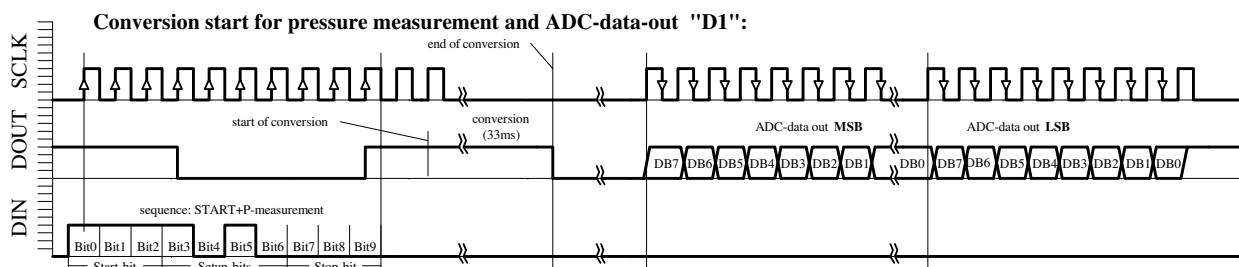 Conversion start for pressure measurement and ADC-data-out "D1":
end of conversion
SCLK
start of conversion
conversion
(33ms)
ADC-data out MSB
ADC-data out LSB
DOUT
DB7 DB6 DB5 DB4 DB3 DB2 DB1 DB0 DB7 DB6 DB5 DB4 DB3 DB2 DB1 DB0
sequence: START+P-measurement
DIN
Bit0 Bit1 Bit2 Bit3 Bit4 Bit5 Bit6 Bit7 Bit8 Bit9
Start-bit Setup-bits Stop-bit